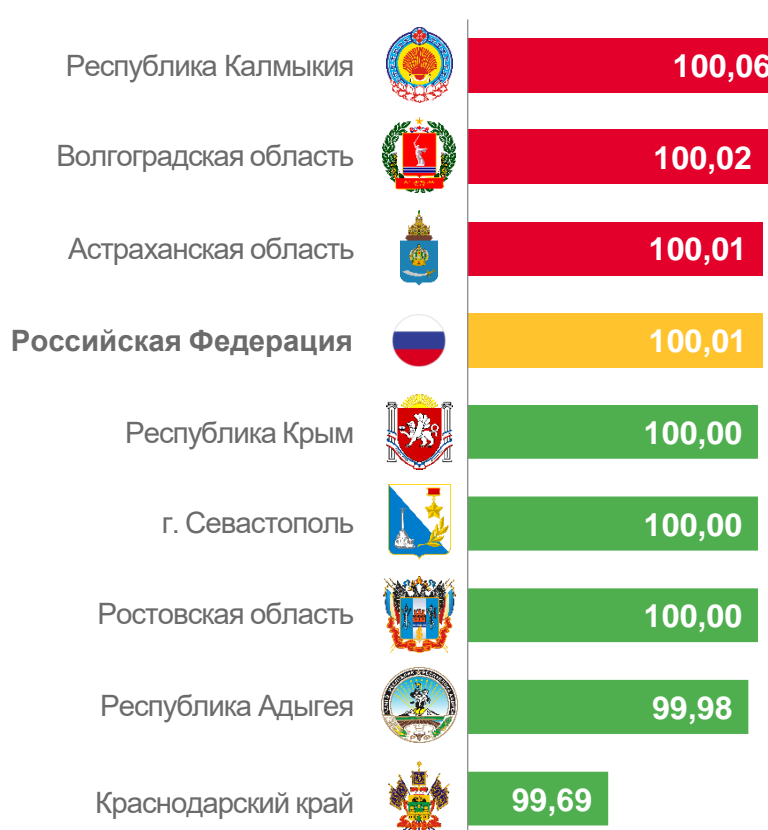 Республика Калмыкия 100,06
Волгоградская область 100,02
Астраханская область 100,01
Российская Федерация 100,01
Республика Крым 100,00
г. Севастополь 100,00
Ростовская область 100,00
Республика Адыгея 99,98
Краснодарский край 99,69